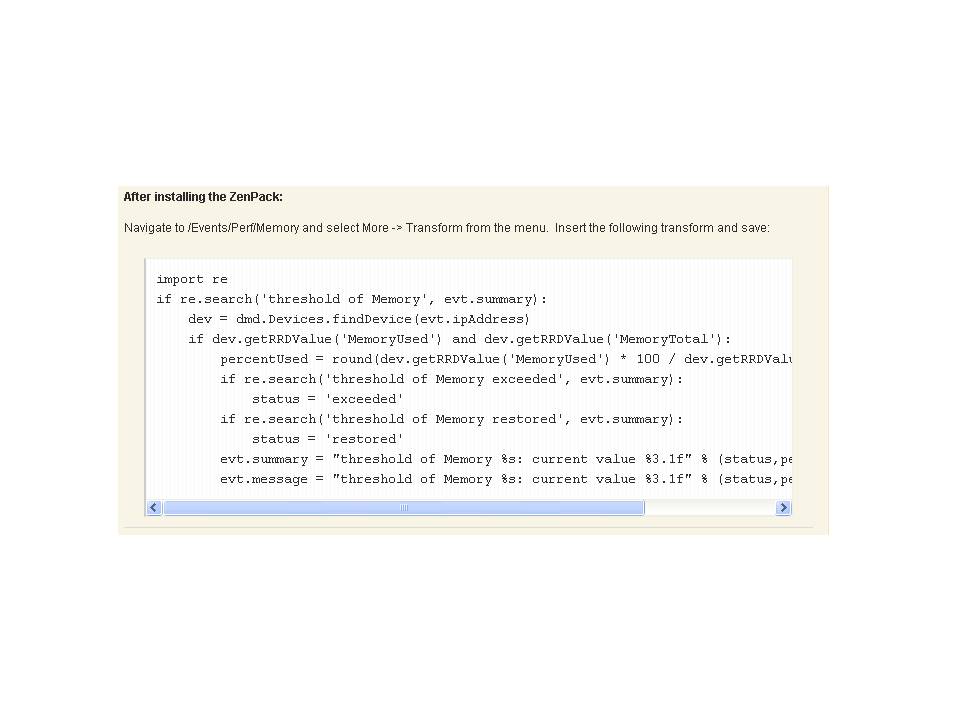 After installing the ZenPack:
Navigate to /Events/Perf/Memory and select More -> Transform from the menu.  Insert the following transform and save:
import re
if re.search('threshold of Memory', evt.summary):
    dev = dmd.Devices.findDevice(evt.ipAddress)
    if dev.getRRDValue('MemoryUsed') and dev.getRRDValue('MemoryTotal'):
        percentUsed = round(dev.getRRDValue('MemoryUsed') * 100 / dev.getRRDValu
        if re.search('threshold of Memory exceeded', evt.summary):
            status = 'exceeded'
        if re.search('threshold of Memory restored', evt.summary):
            status = 'restored'
        evt.summary = "threshold of Memory %s: current value %3.1f" % (status,pe
        evt.message = "threshold of Memory %s: current value %3.1f" % (status,pe